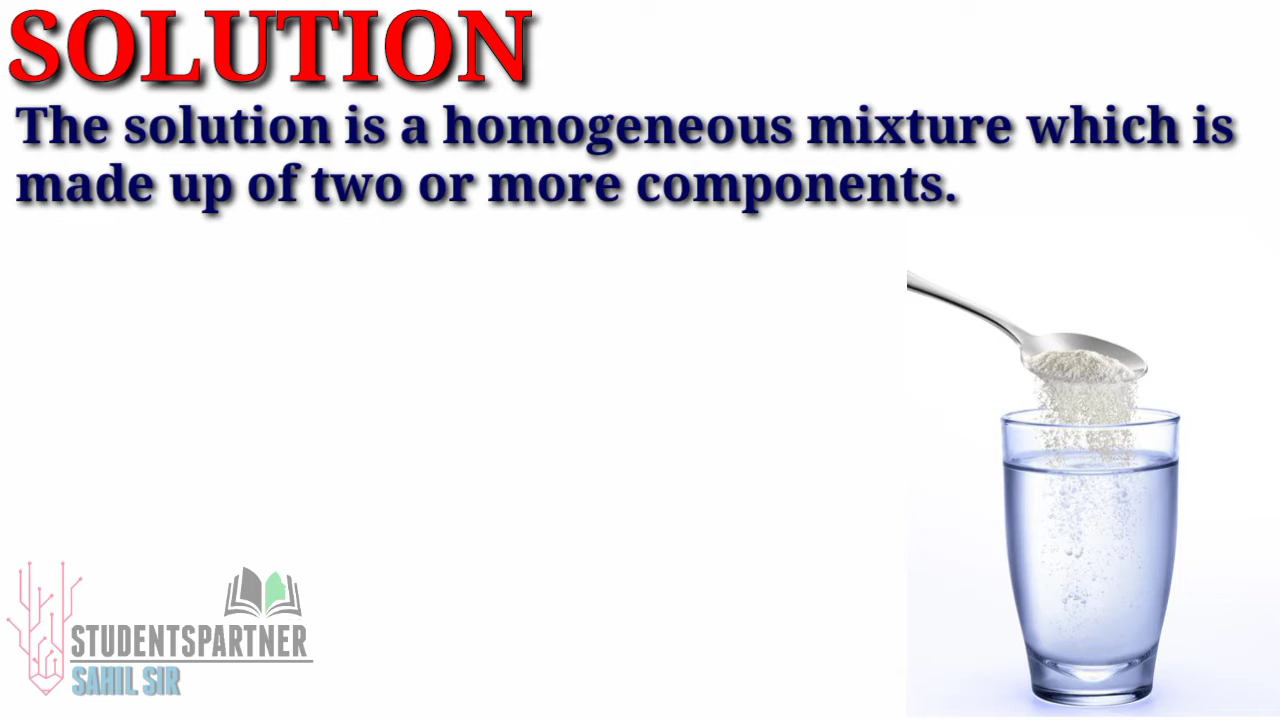 SOLUTION
The solution is a homogeneous mixture which is
made up of two or more components.
STUDENTSPARTNER
SAHIL SIR